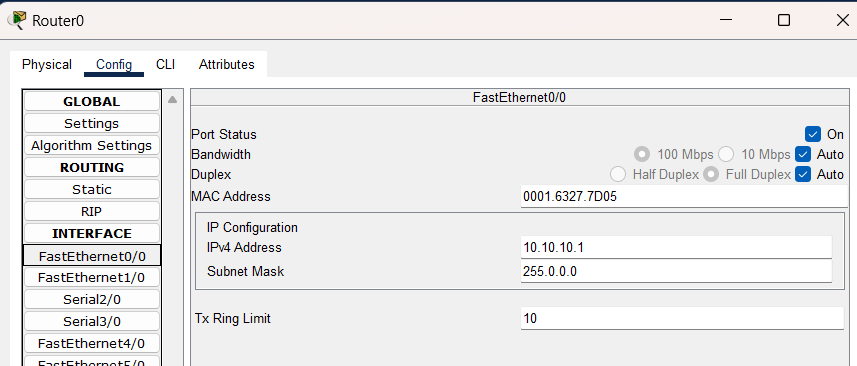 Router0
Physical Config CLI Attributes
GLOBAL
Settings
Algorithm Settings
ROUTING
Static
RIP
INTERFACE
FastEthernet0/0
FastEthernet1/0
Serial2/0
Serial3/0
FastEthernet4/0
FastEthernet5/0
FastEthernet0/0
Port Status On
Bandwidth 100 Mbps 10 Mbps Auto
Duplex Half Duplex Full Duplex Auto
MAC Address 0001.6327.7D05
IP Configuration
IPv4 Address 10.10.10.1
Subnet Mask 255.0.0.0
Tx Ring Limit 10